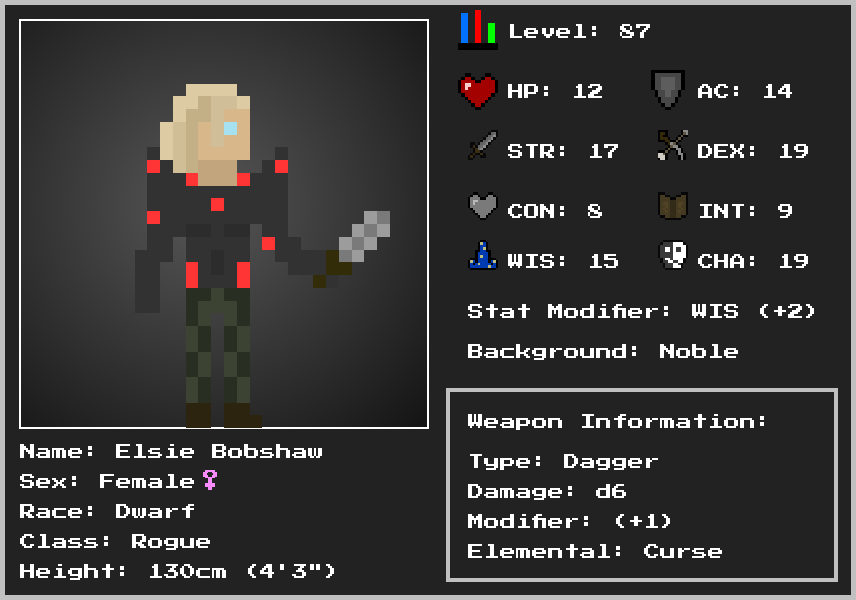 Level: 87
HP: 12
AC: 14
STR: 17
DEX: 19
CON: 8
INT: 9
WIS: 15
CHA: 19
Stat Modifier: WIS (+2)
Background: Noble
Weapon Information:
Type: Dagger
Damage: d6
Modifier: (+1)
Elemental: Curse
Name: Elsie Bobshaw
Sex: Female♀
Race: Dwarf
Class: Rogue
Height: 130cm (4'3")